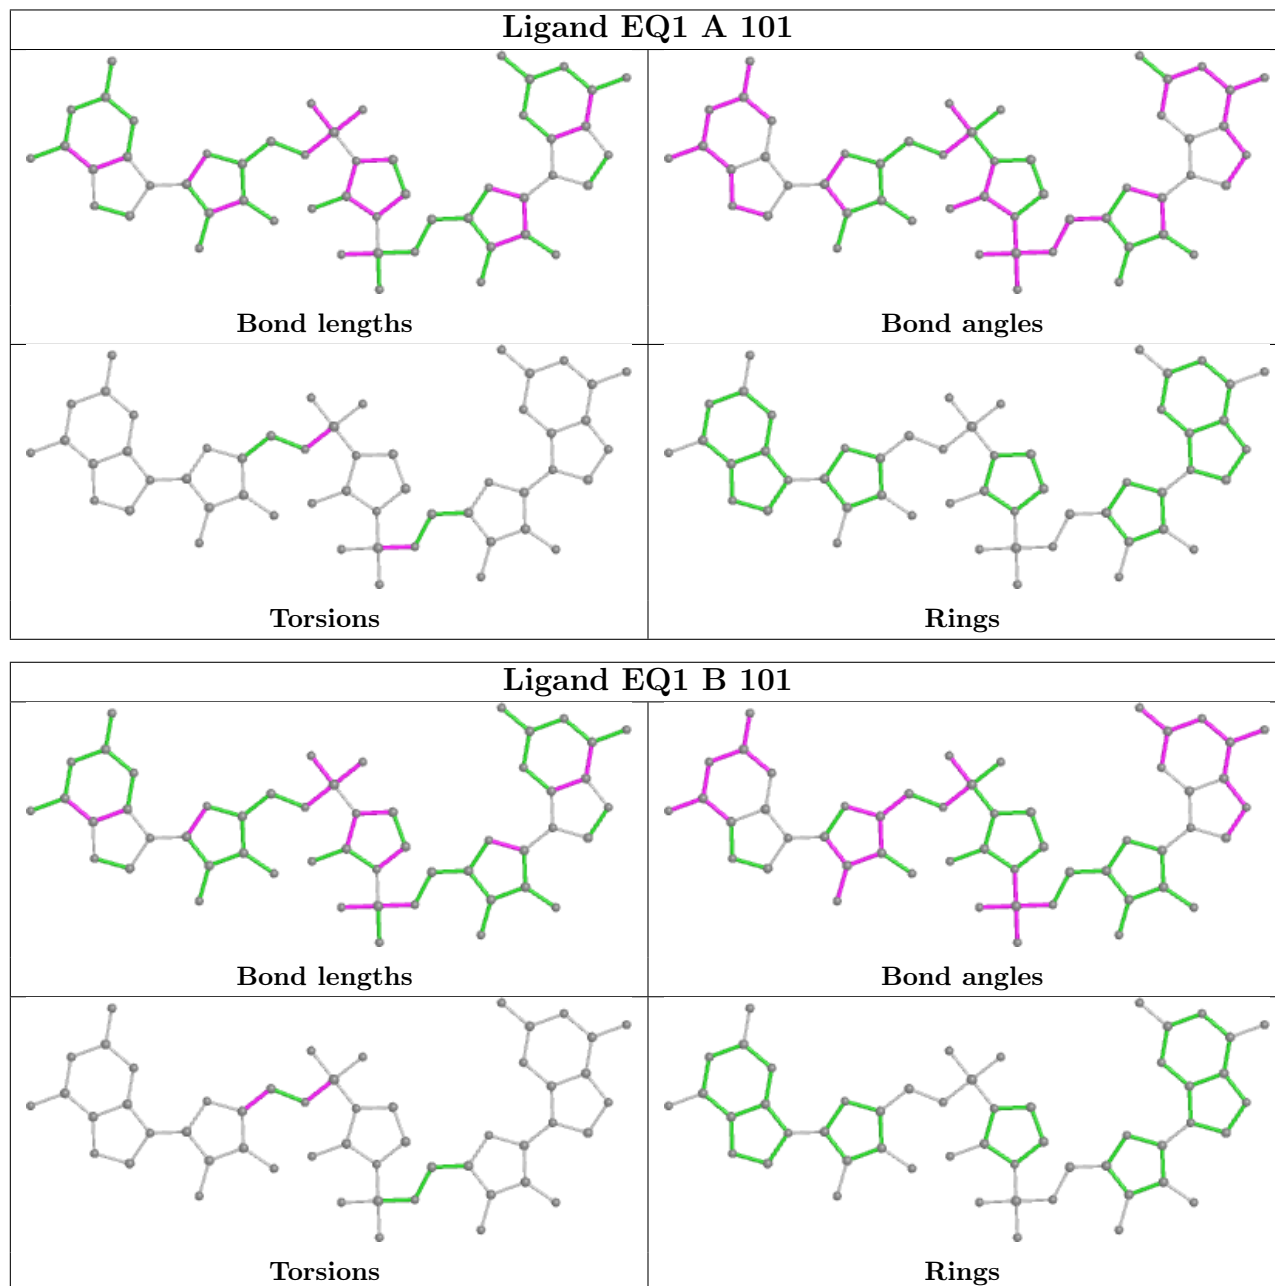 Ligand EQ1 A 101
Bond lengths
Bond angles
Torsions
Rings
Ligand EQ1 B 101
Bond lengths
Bond angles
Torsions
Rings